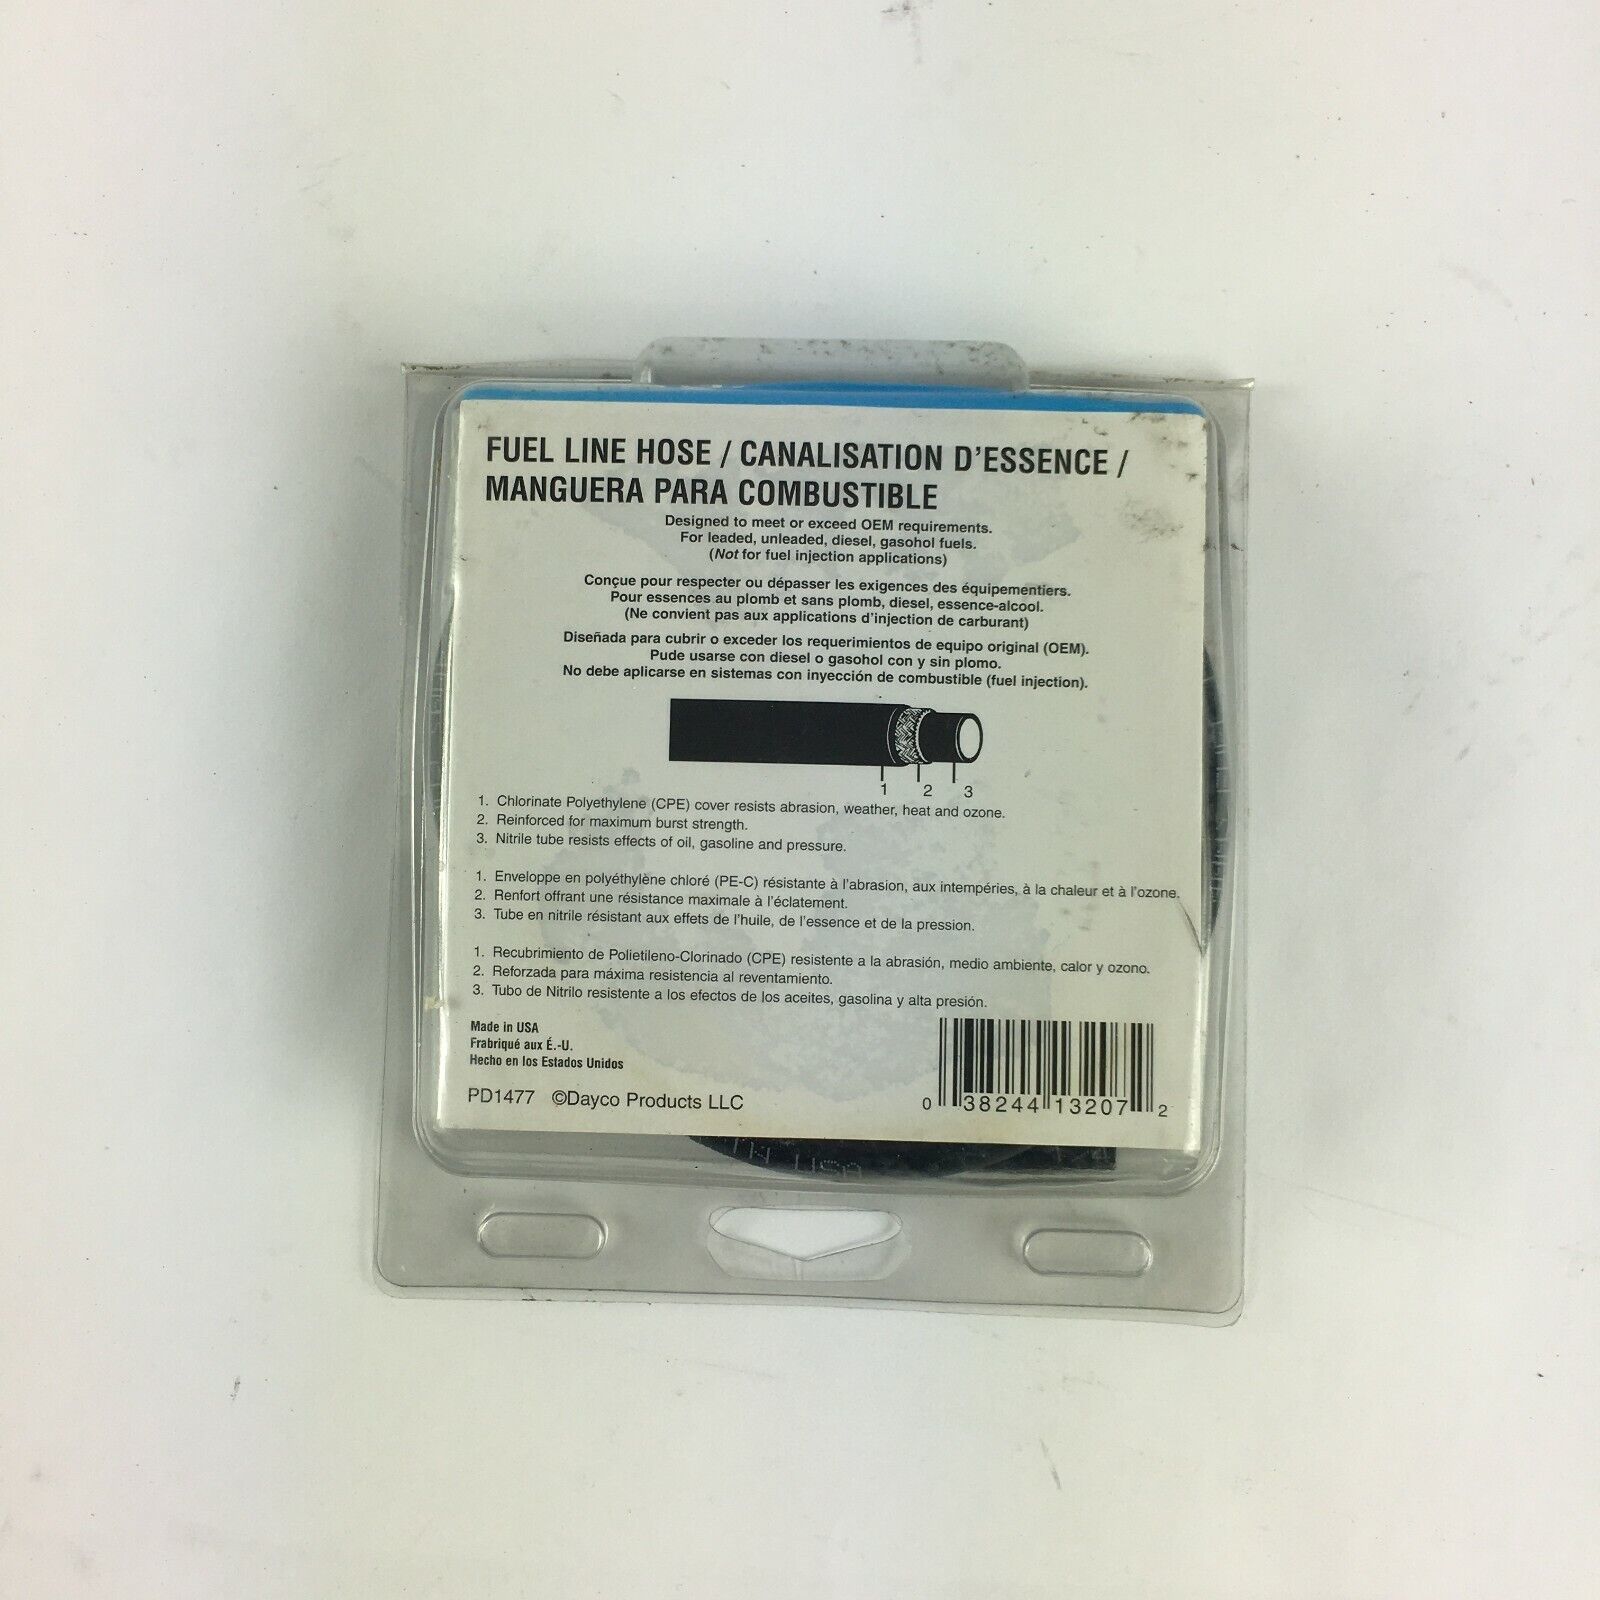 FUEL LINE HOSE / CANALISATION D'ESSENCE /
MANGUERA PARA COMBUSTIBLE
Designed to meet or exceed OEM requirements.
For leaded, unleaded, diesel, gasohol fuels.
(Not for fuel injection applications)
Conçue pour respecter ou dépasser les exigences des équipementiers.
Pour essences au plomb et sans plomb, diesel, essence-alcool.
(Ne convient pas aux applications d'injection de carburant)
Diseñada para cubrir o exceder los requerimientos de equipo original (OEM).
Pude usarse con diesel o gasohol con y sin plomo.
No debe aplicarse en sistemas con inyección de combustible (fuel injection).
1 2 3
1. Chlorinate Polyethylene (CPE) cover resists abrasion, weather, heat and ozone.
2. Reinforced for maximum burst strength.
3. Nitrile tube resists effects of oil, gasoline and pressure.
1. Enveloppe en polyéthylène chloré (PE-C) résistante à l'abrasion, aux intempéries, à la chaleur et à l'ozone.
2. Renfort offrant une résistance maximale à l'éclatement.
3. Tube en nitrile résistant aux effets de l'huile, de l'essence et de la pression.
1. Recubrimiento de Polietileno-Clorinado (CPE) resistente a la abrasión, medio ambiente, calor y ozono.
2. Reforzada para máxima resistencia al reventamiento.
3. Tubo de Nitrilo resistente a los efectos de los aceites, gasolina y alta presión.
Made in USA
Frabriqué aux É.-U.
Hecho en los Estados Unidos
PD1477 ©Dayco Products LLC
0 38244 13207 2
USA